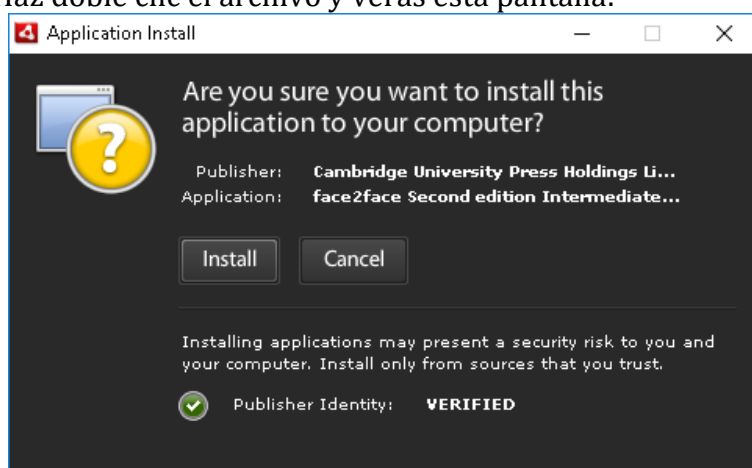 Haz doble clic el archivo y verás esta pantalla:
Application Install
Are you sure you want to install this
application to your computer?
Publisher: Cambridge University Press Holdings Li...
Application: face2face Second edition Intermediate...
Install Cancel
Installing applications may present a security risk to you and
your computer. Install only from sources that you trust.
Publisher Identity: VERIFIED